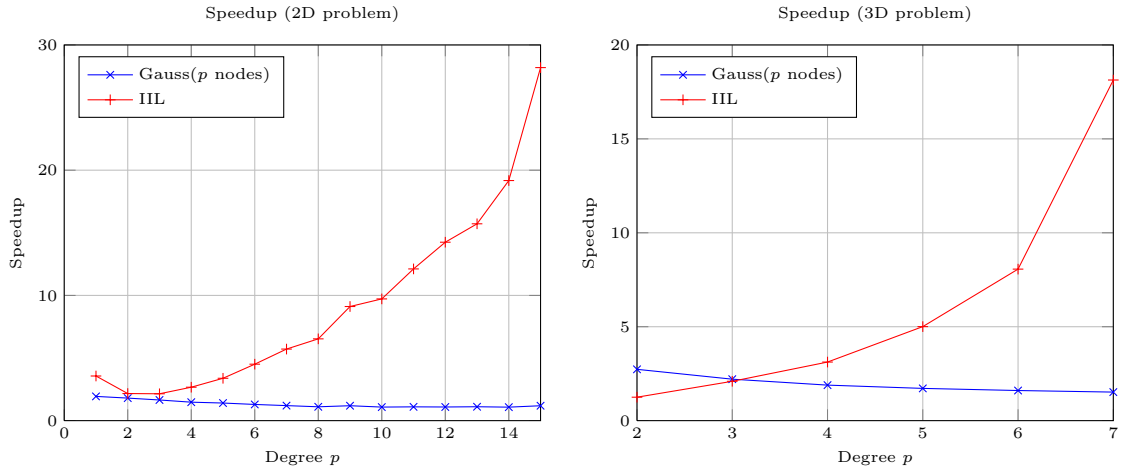 Speedup (2D problem)
30
20
10
0
0 2 4 6 8 10 12 14
Speedup
Degree p
Gauss(p nodes)
IIL
Speedup (3D problem)
20
15
10
5
0
2 3 4 5 6 7
Speedup
Degree p
Gauss(p nodes)
IIL